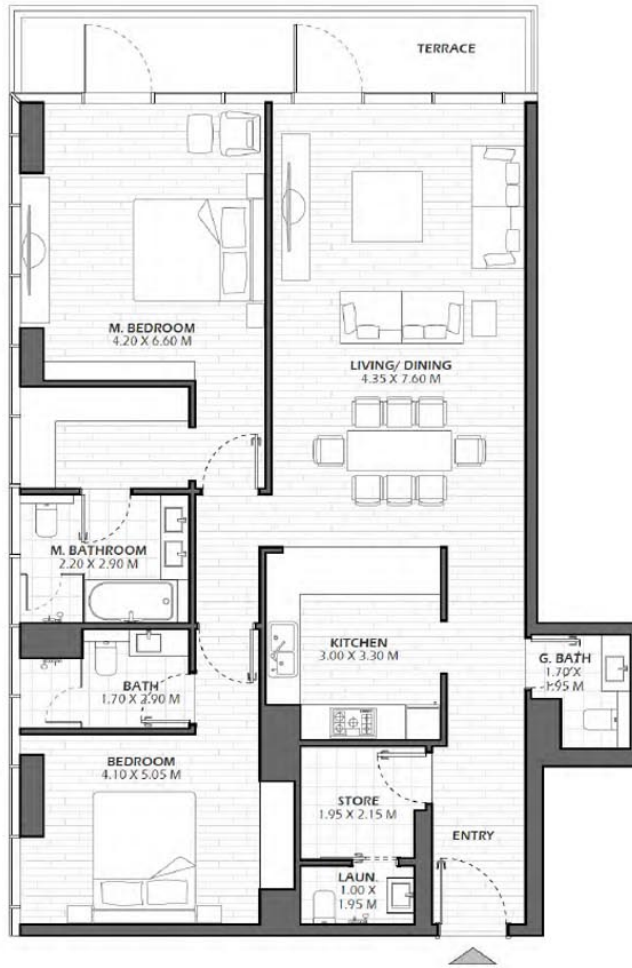 TERRACE
M. BEDROOM
4.20 X 6.60 M
LIVING/ DINING
4.35 X 7.60 M
M. BATHROOM
2.20 X 2.90 M
KITCHEN
3.00 X 3.30 M
G. BATH
1.70 X
1.95 M
BATH
1.70 X 2.90 M
BEDROOM
4.10 X 5.05 M
STORE
1.95 X 2.15 M
ENTRY
LAUN.
1.00 X
1.95 M